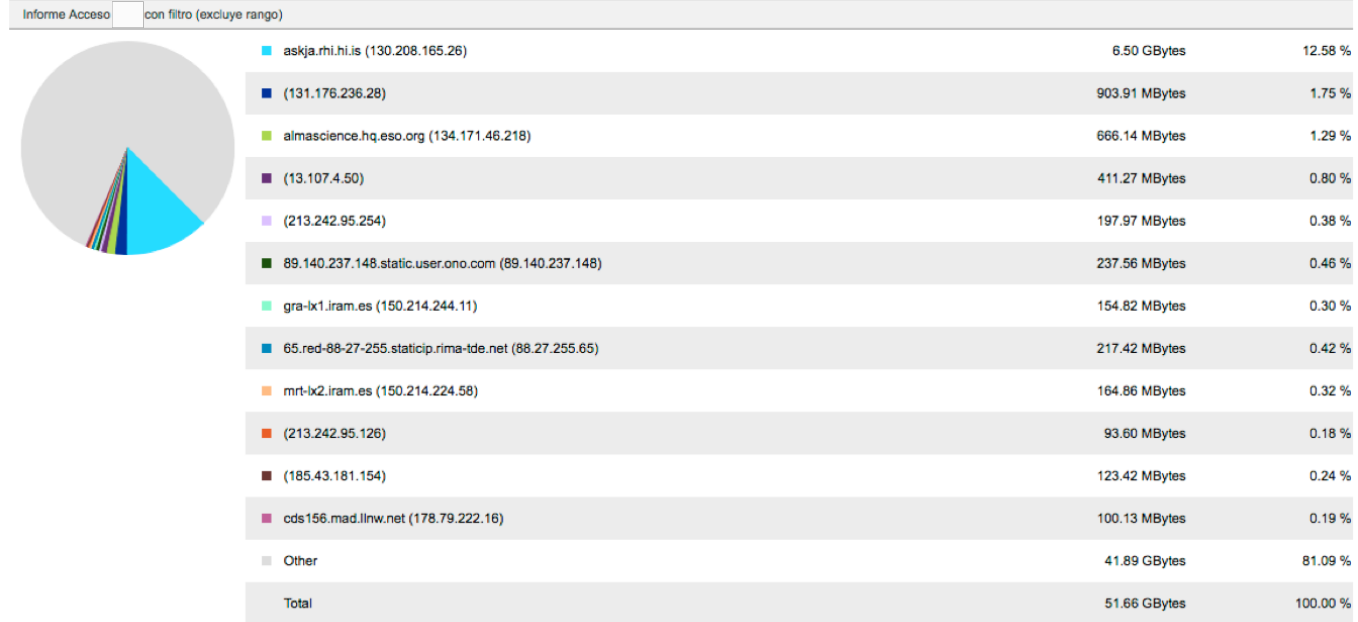 Informe Acceso con filtro (excluye rango)
askja.rhi.hi.is (130.208.165.26) 6.50 GBytes 12.58 %
(131.176.236.28) 903.91 MBytes 1.75 %
almascience.hq.eso.org (134.171.46.218) 666.14 MBytes 1.29 %
(13.107.4.50) 411.27 MBytes 0.80 %
(213.242.95.254) 197.97 MBytes 0.38 %
89.140.237.148.static.user.ono.com (89.140.237.148) 237.56 MBytes 0.46 %
gra-lx1.iram.es (150.214.244.11) 154.82 MBytes 0.30 %
65.red-88-27-255.staticip.rima-tde.net (88.27.255.65) 217.42 MBytes 0.42 %
mrt-lx2.iram.es (150.214.224.58) 164.86 MBytes 0.32 %
(213.242.95.126) 93.60 MBytes 0.18 %
(185.43.181.154) 123.42 MBytes 0.24 %
cds156.mad.llnw.net (178.79.222.16) 100.13 MBytes 0.19 %
Other 41.89 GBytes 81.09 %
Total 51.66 GBytes 100.00 %